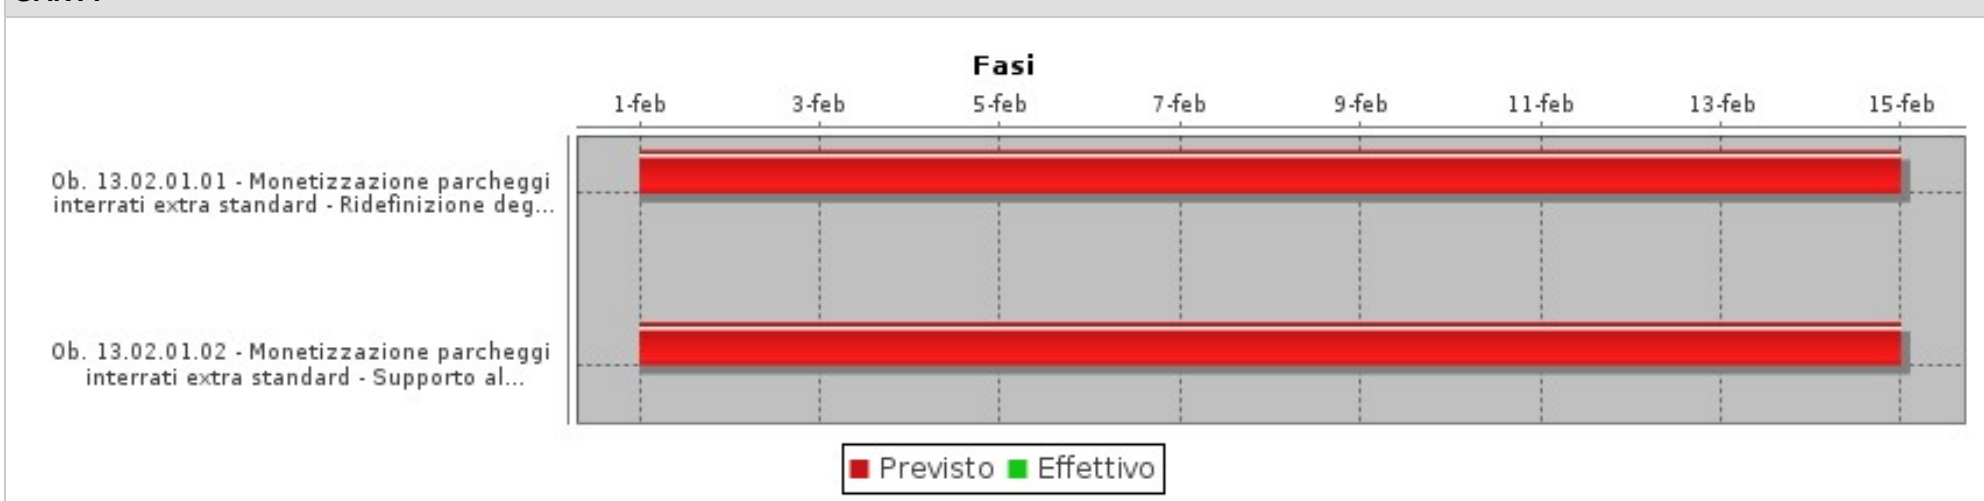 Fasi
1-feb 3-feb 5-feb 7-feb 9-feb 11-feb 13-feb 15-feb
Ob. 13.02.01.01 - Monetizzazione parcheggi
interrati extra standard - Ridefinizione deg...
Ob. 13.02.01.02 - Monetizzazione parcheggi
interrati extra standard - Supporto al...
Previsto Effettivo